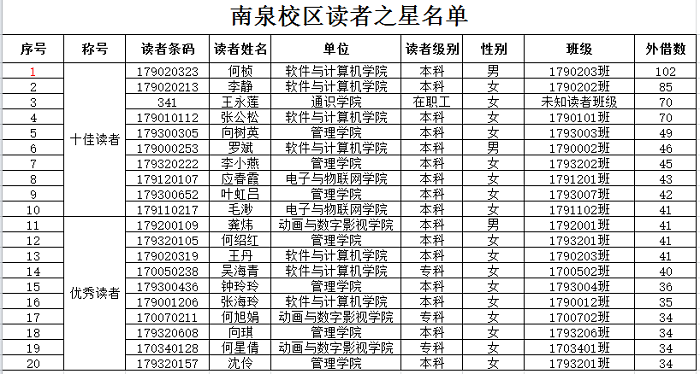 南泉校区读者之星名单
序号 称号 读者条码 读者姓名 单位 读者级别 性别 班级 外借数
1 179020323 何桢 软件与计算机学院 本科 男 1790203班 102
2 179020213 李静 软件与计算机学院 本科 女 1790202班 85
3 341 王永莲 通识学院 在职工 女 未知读者班级 70
4 179010112 张公松 软件与计算机学院 本科 女 1790101班 70
十佳读者
5 179300305 向树英 管理学院 本科 女 1793003班 49
6 179000253 罗斌 软件与计算机学院 本科 男 1790002班 46
7 179320222 李小燕 管理学院 本科 女 1793202班 45
8 179120107 应春霞 电子与物联网学院 本科 女 1791201班 43
9 179300652 叶虹吕 管理学院 本科 女 1793007班 42
10 179110217 毛渺 电子与物联网学院 本科 女 1791102班 41
11 179200109 龚炜 动画与数字影视学院 本科 男 1792001班 41
12 179320105 何绍红 管理学院 本科 女 1793201班 41
13 179020319 王丹 软件与计算机学院 本科 女 1790203班 41
14 170050238 吴海青 软件与计算机学院 专科 女 1700502班 40
优秀读者
15 179300436 钟玲玲 管理学院 本科 女 1793004班 36
16 179001206 张海玲 软件与计算机学院 本科 女 1790012班 35
17 170070211 何旭娟 动画与数字影视学院 专科 女 1700702班 34
18 179320608 向琪 管理学院 本科 女 1793206班 34
19 170340128 何星倩 动画与数字影视学院 专科 女 1703401班 34
20 179320157 沈伶 管理学院 本科 女 1793201班 34